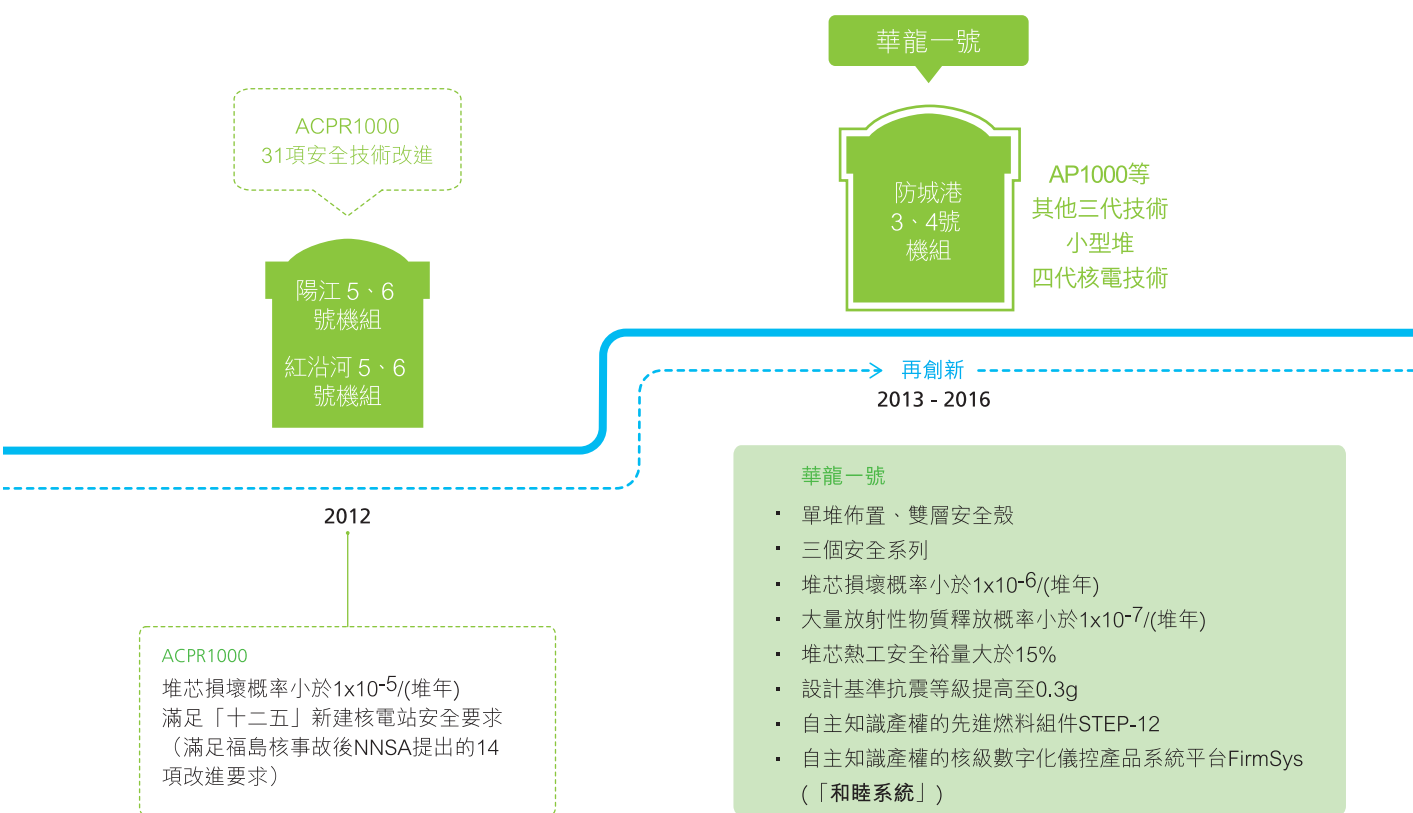 ACPR1000
31項安全技術改進
陽江 5、6
號機組
紅沿河 5、6
號機組
2012
ACPR1000
堆芯損壞概率小於1x10-5/(堆年)
滿足「十二五」新建核電站安全要求
（滿足福島核事故後NNSA提出的14
項改進要求）
華龍一號
防城港
3、4號
機組
AP1000等
其他三代技術
小型堆
四代核電技術
再創新
2013 - 2016
華龍一號
▪ 單堆佈置、雙層安全殼
▪ 三個安全系列
▪ 堆芯損壞概率小於1x10-6/(堆年)
▪ 大量放射性物質釋放概率小於1x10-7/(堆年)
▪ 堆芯熱工安全裕量大於15%
▪ 設計基準抗震等級提高至0.3g
▪ 自主知識產權的先進燃料組件STEP-12
▪ 自主知識產權的核級數字化儀控產品系統平台FirmSys
(「和睦系統」)